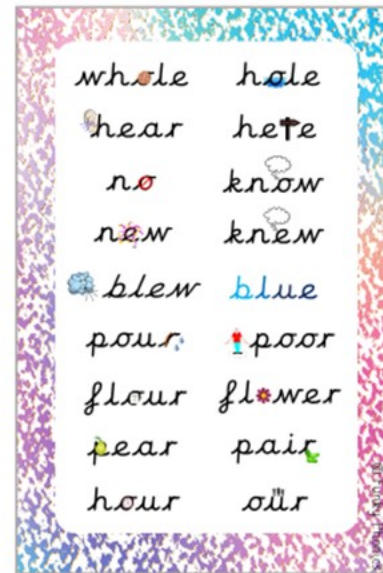 whole hole
hear here
no know
new knew
blew blue
pour poor
flour flower
pear pair
hour our